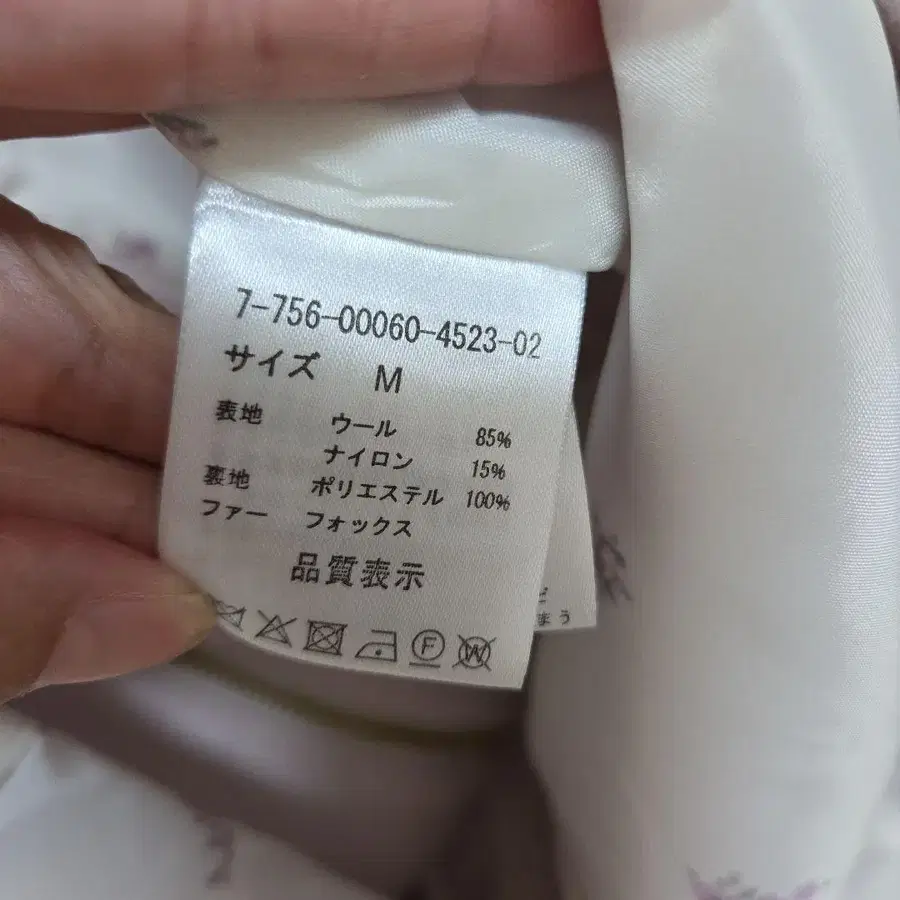 7-756-00060-4523-02
サイズ M
表地 ウール 85%
ナイロン 15%
裏地 ポリエステル 100%
ファー フォックス
品質表示
F W
まう